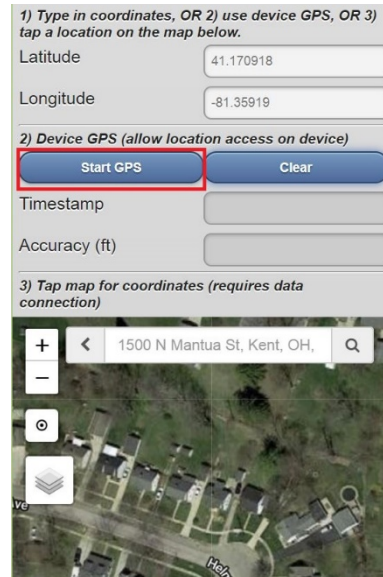 1) Type in coordinates, OR 2) use device GPS, OR 3)
tap a location on the map below.
Latitude
41.170918
Longitude
-81.35919
2) Device GPS (allow location access on device)
Start GPS
Clear
Timestamp
Accuracy (ft)
3) Tap map for coordinates (requires data
connection)
+
1500 N Mantua St, Kent, OH,
−
ve